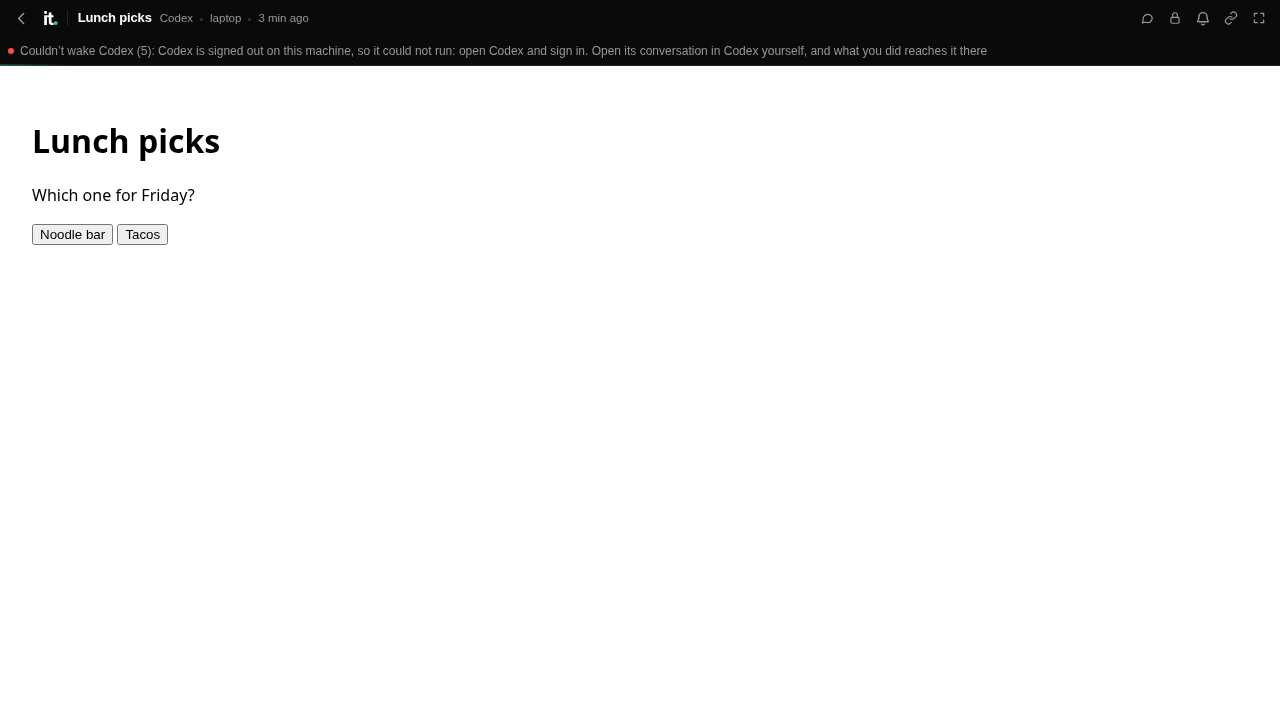 it. Lunch picks Codex • laptop • 3 min ago
Couldn't wake Codex (5): Codex is signed out on this machine, so it could not run: open Codex and sign in. Open its conversation in Codex yourself, and what you did reaches it there
Lunch picks
Which one for Friday?
Noodle bar Tacos